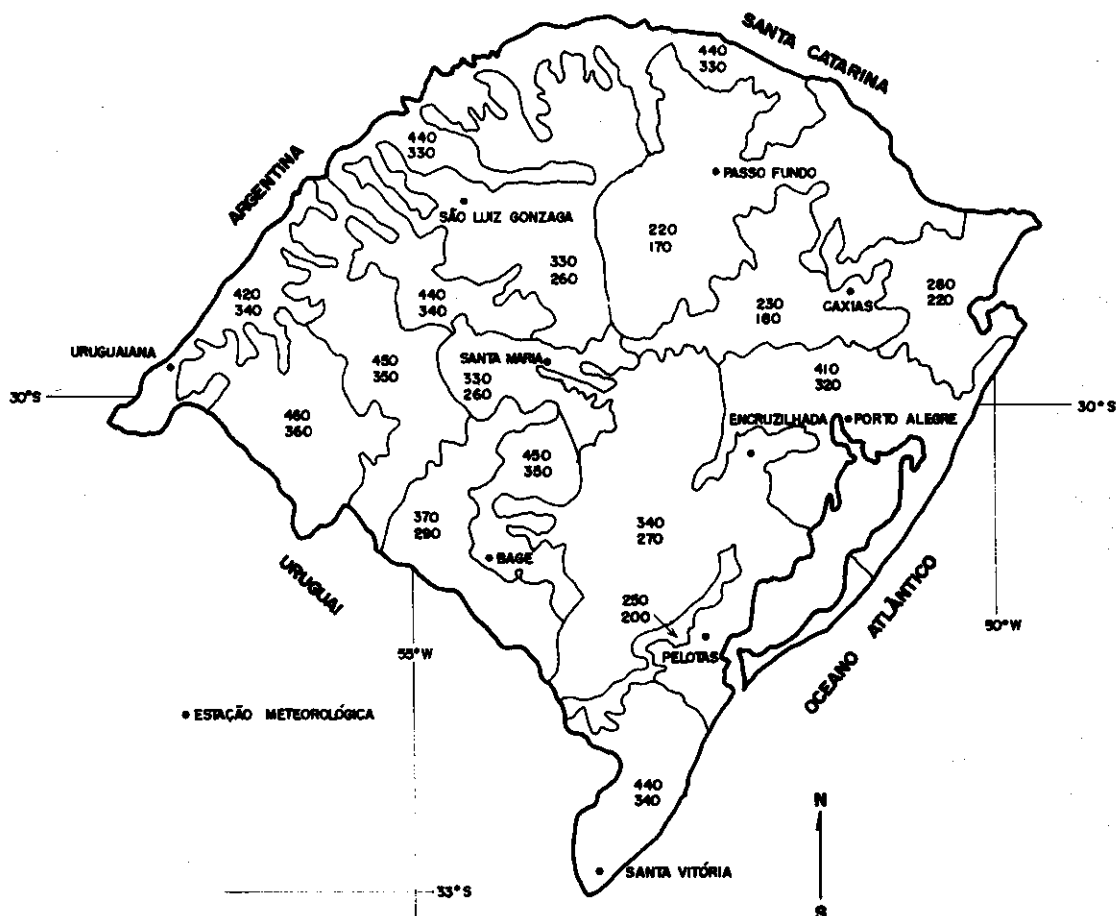 SANTA CATARINA
440
330
ARGENTINA
440
330
PASSO FUNDO
SÃO LUIZ GONZAGA
220
170
330
260
280
220
420
340
440
340
230
180
CAXIAS
URUGUAIANA
450
350
SANTA MARIA
330
260
410
320
30°S
30°S
460
360
ENCRUZILHADA
PORTO ALEGRE
450
350
370
290
340
270
BAGE
URUGUAI
250
200
OCEANO ATLÂNTICO
50°W
55°W
PELOTAS
ESTAÇÃO METEOROLÓGICA
440
340
N
SANTA VITÓRIA
33°S
S